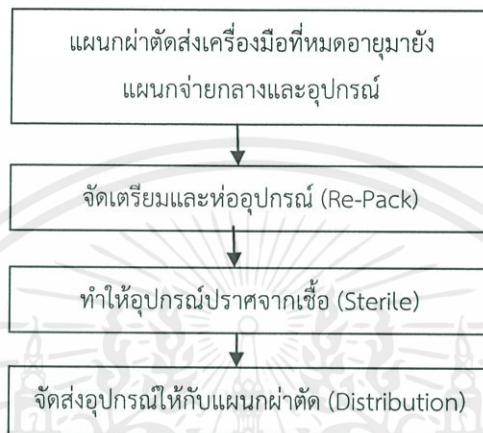 แผนกผ่าตัดส่งเครื่องมือที่หมดอายุมายัง
แผนกจ่ายกลางและอุปกรณ์
จัดเตรียมและห่ออุปกรณ์ (Re-Pack)
ทำให้อุปกรณ์ปราศจากเชื้อ (Sterile)
จัดส่งอุปกรณ์ให้กับแผนกผ่าตัด (Distribution)